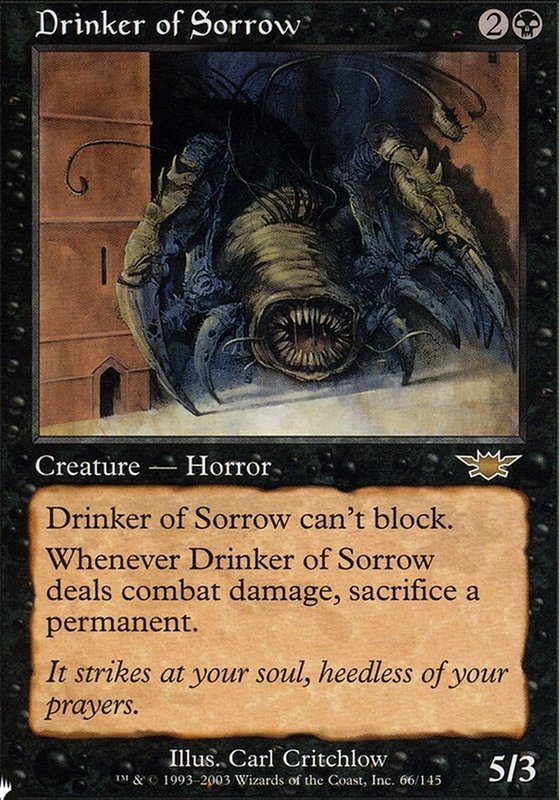 Drinker of Sorrow 2
Creature — Horror
Drinker of Sorrow can't block.
Whenever Drinker of Sorrow
deals combat damage, sacrifice a
permanent.
It strikes at your soul, heedless of your
prayers.
Illus. Carl Critchlow
™ & © 1993–2003 Wizards of the Coast, Inc. 66/145
5/3